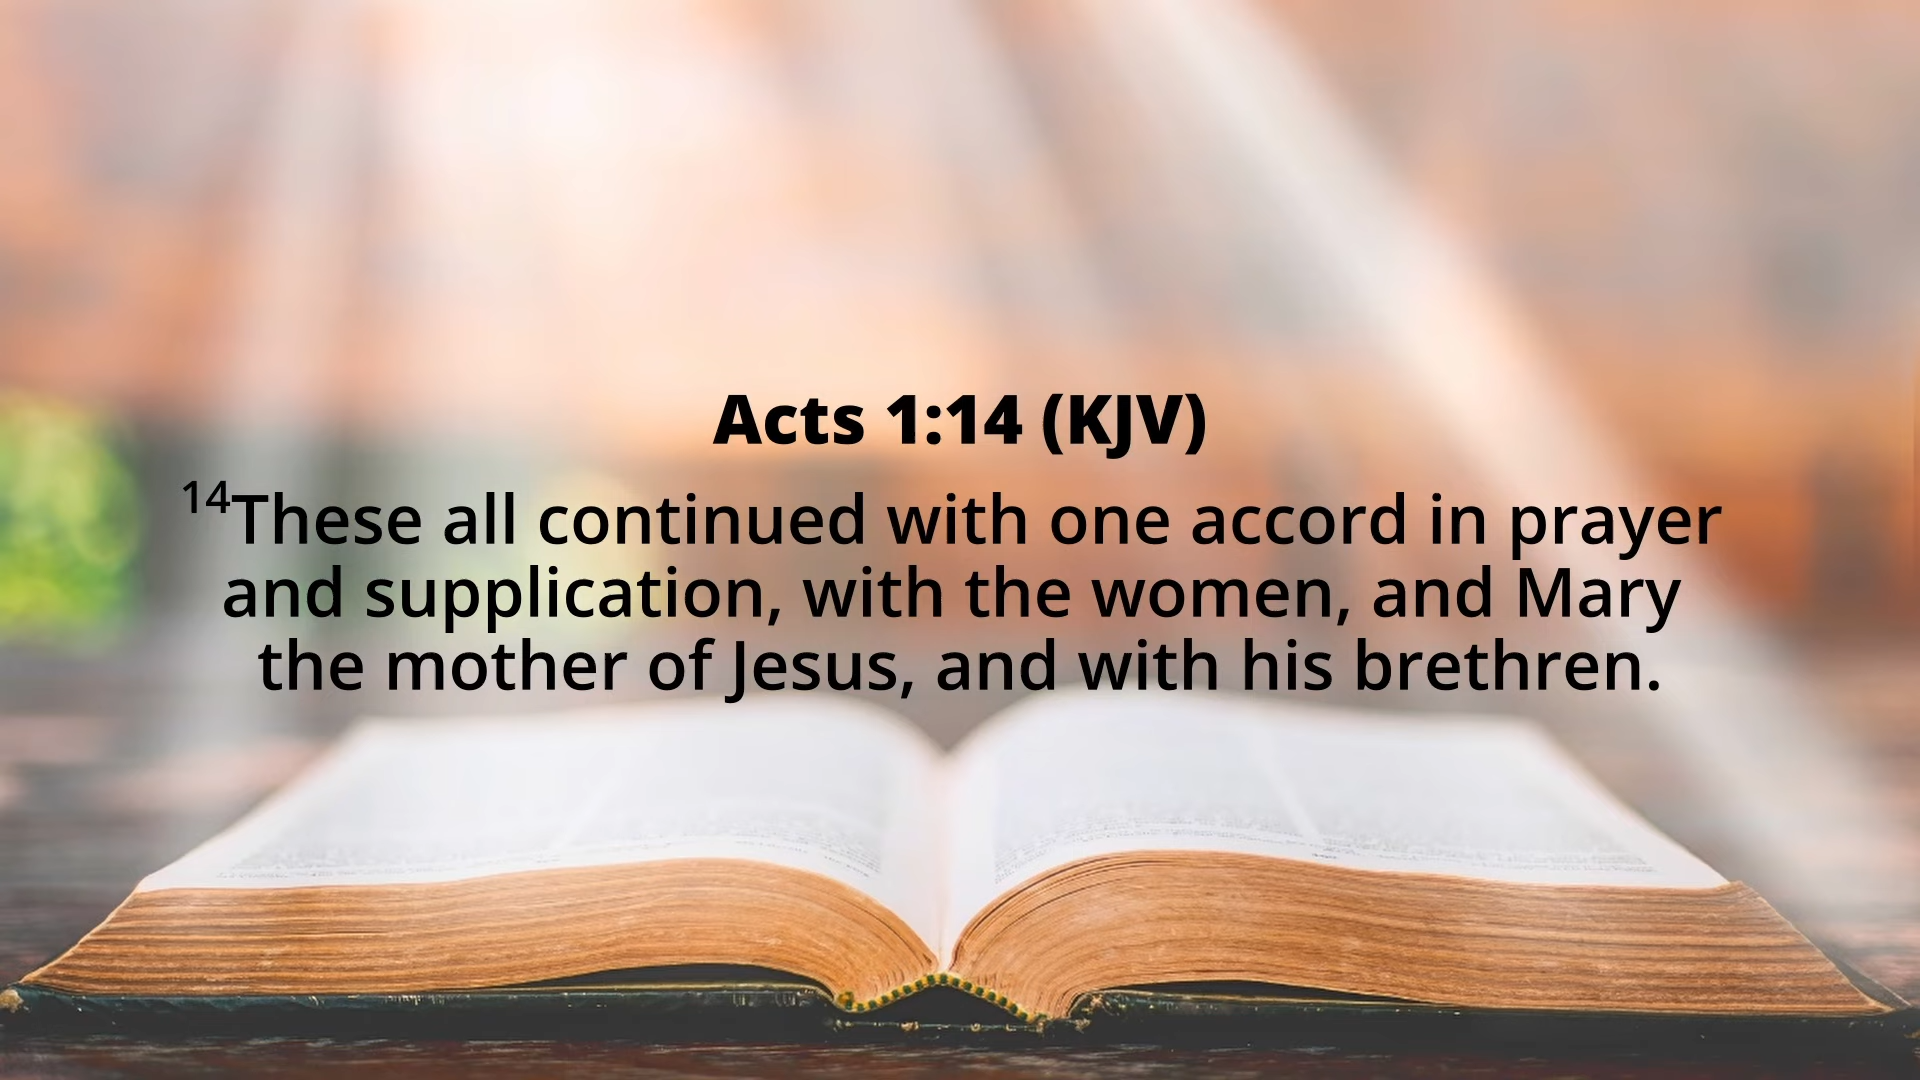 Acts 1:14 (KJV)
14These all continued with one accord in prayer
and supplication, with the women, and Mary
the mother of Jesus, and with his brethren.